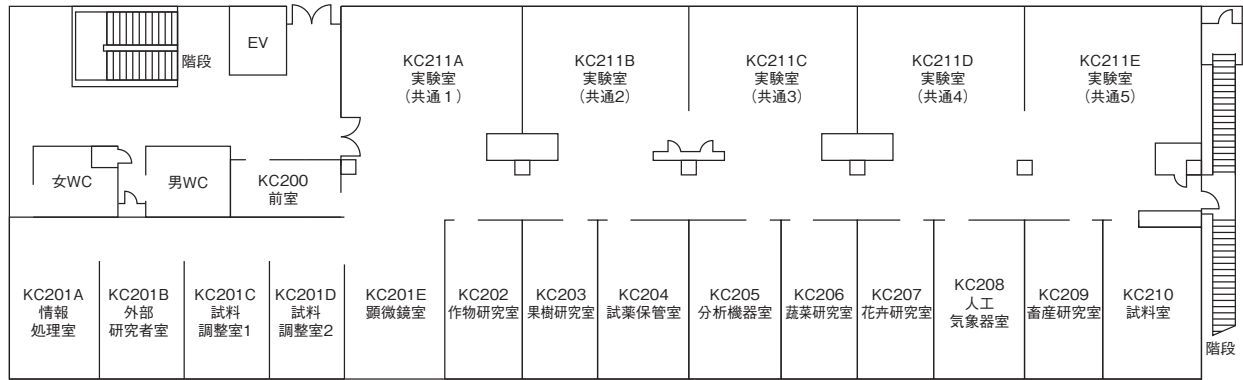 EV
階段
KC211A
実験室
(共通1)
KC211B
実験室
(共通2)
KC211C
実験室
(共通3)
KC211D
実験室
(共通4)
KC211E
実験室
(共通5)
女WC
男WC
KC200
前室
KC201A
情報
処理室
KC201B
外部
研究者室
KC201C
試料
調整室1
KC201D
試料
調整室2
KC201E
顕微鏡室
KC202
作物研究室
KC203
果樹研究室
KC204
試薬保管室
KC205
分析機器室
KC206
蔬菜研究室
KC207
花卉研究室
KC208
人工
気象器室
KC209
畜産研究室
KC210
試料室
階段